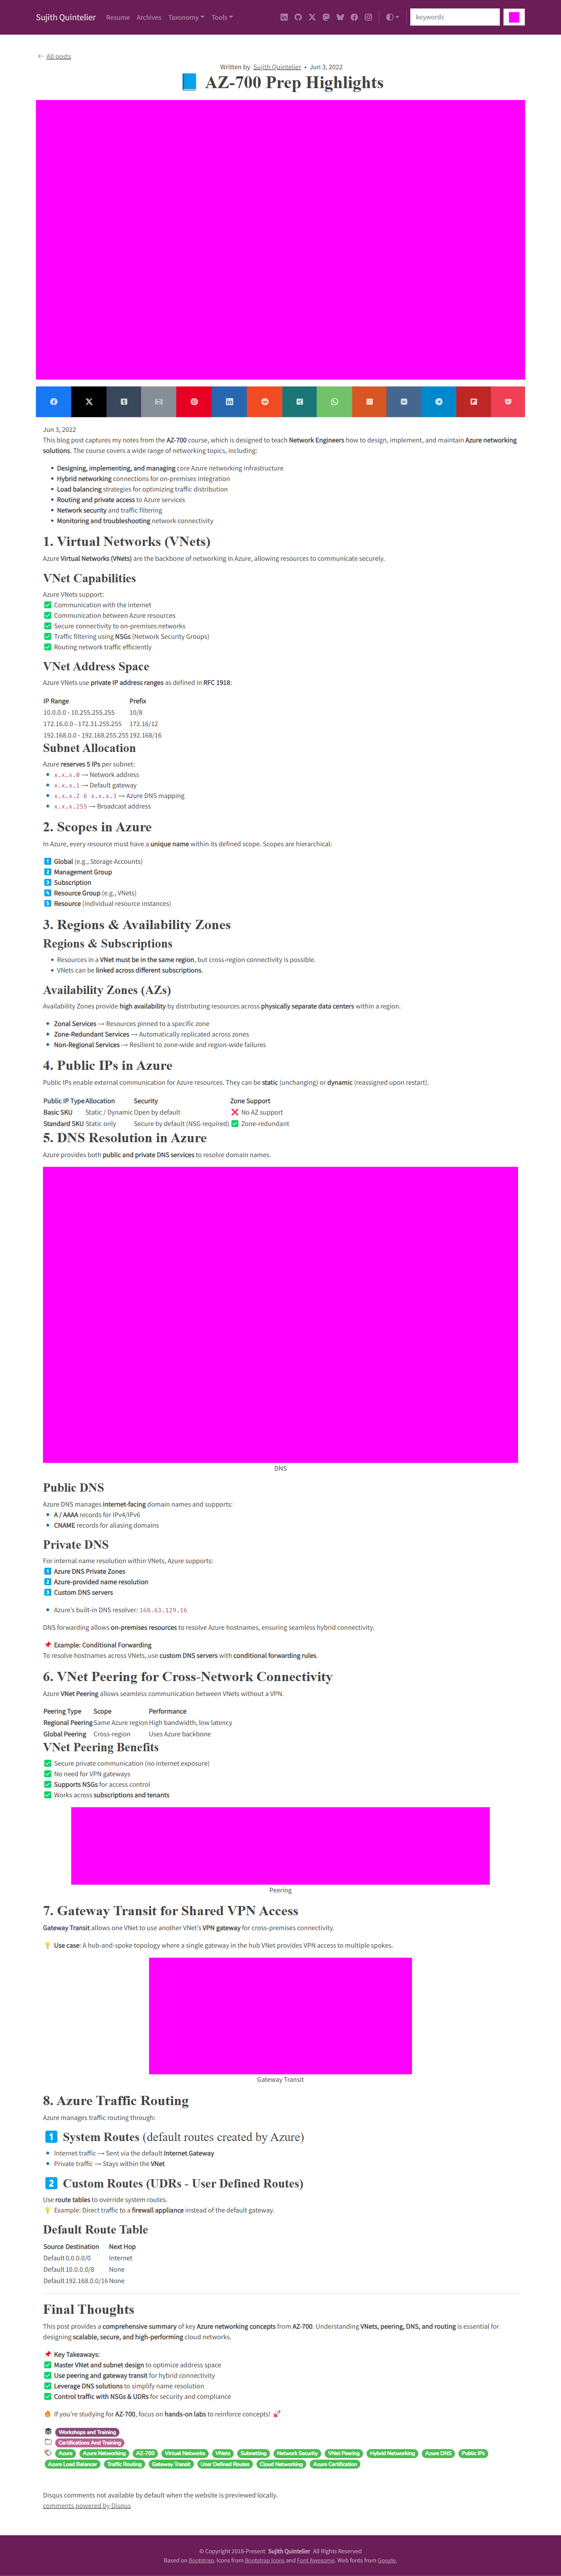 Sujith Quintelier Resume Archives Taxonomy Tools keywords
← All posts
Written by Sujith Quintelier • Jun 3, 2022
📘 AZ-700 Prep Highlights
Jun 3, 2022
This blog post captures my notes from the AZ-700 course, which is designed to teach Network Engineers how to design, implement, and maintain Azure networking
solutions. The course covers a wide range of networking topics, including:
• Designing, implementing, and managing core Azure networking infrastructure
• Hybrid networking connections for on-premises integration
• Load balancing strategies for optimizing traffic distribution
• Routing and private access to Azure services
• Network security and traffic filtering
• Monitoring and troubleshooting network connectivity
1. Virtual Networks (VNets)
Azure Virtual Networks (VNets) are the backbone of networking in Azure, allowing resources to communicate securely.
VNet Capabilities
Azure VNets support:
✅ Communication with the internet
✅ Communication between Azure resources
✅ Secure connectivity to on-premises networks
✅ Traffic filtering using NSGs (Network Security Groups)
✅ Routing network traffic efficiently
VNet Address Space
Azure VNets use private IP address ranges as defined in RFC 1918:
IP Range Prefix
10.0.0.0 - 10.255.255.255 10/8
172.16.0.0 - 172.31.255.255 172.16/12
192.168.0.0 - 192.168.255.255 192.168/16
Subnet Allocation
Azure reserves 5 IPs per subnet:
🔹 x.x.x.0 → Network address
🔹 x.x.x.1 → Default gateway
🔹 x.x.x.2 & x.x.x.3 → Azure DNS mapping
🔹 x.x.x.255 → Broadcast address
2. Scopes in Azure
In Azure, every resource must have a unique name within its defined scope. Scopes are hierarchical:
1️⃣ Global (e.g., Storage Accounts)
2️⃣ Management Group
3️⃣ Subscription
4️⃣ Resource Group (e.g., VNets)
5️⃣ Resource (individual resource instances)
3. Regions & Availability Zones
Regions & Subscriptions
• Resources in a VNet must be in the same region, but cross-region connectivity is possible.
• VNets can be linked across different subscriptions.
Availability Zones (AZs)
Availability Zones provide high availability by distributing resources across physically separate data centers within a region.
🔹 Zonal Services → Resources pinned to a specific zone
🔹 Zone-Redundant Services → Automatically replicated across zones
🔹 Non-Regional Services → Resilient to zone-wide and region-wide failures
4. Public IPs in Azure
Public IPs enable external communication for Azure resources. They can be static (unchanging) or dynamic (reassigned upon restart).
Public IP Type Allocation Security Zone Support
Basic SKU Static / Dynamic Open by default ❌ No AZ support
Standard SKU Static only Secure by default (NSG required) ✅ Zone-redundant
5. DNS Resolution in Azure
Azure provides both public and private DNS services to resolve domain names.
DNS
Public DNS
Azure DNS manages internet-facing domain names and supports:
🔹 A / AAAA records for IPv4/IPv6
🔹 CNAME records for aliasing domains
Private DNS
For internal name resolution within VNets, Azure supports:
1️⃣ Azure DNS Private Zones
2️⃣ Azure-provided name resolution
3️⃣ Custom DNS servers
🔹 Azure's built-in DNS resolver: 168.63.129.16
DNS forwarding allows on-premises resources to resolve Azure hostnames, ensuring seamless hybrid connectivity.
📌 Example: Conditional Forwarding
To resolve hostnames across VNets, use custom DNS servers with conditional forwarding rules.
6. VNet Peering for Cross-Network Connectivity
Azure VNet Peering allows seamless communication between VNets without a VPN.
Peering Type Scope Performance
Regional Peering Same Azure region High bandwidth, low latency
Global Peering Cross-region Uses Azure backbone
VNet Peering Benefits
✅ Secure private communication (no internet exposure)
✅ No need for VPN gateways
✅ Supports NSGs for access control
✅ Works across subscriptions and tenants
Peering
7. Gateway Transit for Shared VPN Access
Gateway Transit allows one VNet to use another VNet's VPN gateway for cross-premises connectivity.
💡 Use case: A hub-and-spoke topology where a single gateway in the hub VNet provides VPN access to multiple spokes.
Gateway Transit
8. Azure Traffic Routing
Azure manages traffic routing through:
1️⃣ System Routes (default routes created by Azure)
🔹 Internet traffic → Sent via the default Internet Gateway
🔹 Private traffic → Stays within the VNet
2️⃣ Custom Routes (UDRs - User Defined Routes)
Use route tables to override system routes.
💡 Example: Direct traffic to a firewall appliance instead of the default gateway.
Default Route Table
Source Destination Next Hop
Default 0.0.0.0/0 Internet
Default 10.0.0.0/8 None
Default 192.168.0.0/16 None
Final Thoughts
This post provides a comprehensive summary of key Azure networking concepts from AZ-700. Understanding VNets, peering, DNS, and routing is essential for
designing scalable, secure, and high-performing cloud networks.
📌 Key Takeaways:
✅ Master VNet and subnet design to optimize address space
✅ Use peering and gateway transit for hybrid connectivity
✅ Leverage DNS solutions to simplify name resolution
✅ Control traffic with NSGs & UDRs for security and compliance
🔥 If you're studying for AZ-700, focus on hands-on labs to reinforce concepts! 🚀
Workshops and Training
Certifications And Training
Azure Azure Networking AZ-700 Virtual Networks VNets Subnetting Network Security VNet Peering Hybrid Networking Azure DNS Public IPs
Azure Load Balancer Traffic Routing Gateway Transit User Defined Routes Cloud Networking Azure Certification
Disqus comments not available by default when the website is previewed locally.
comments powered by Disqus
© Copyright 2018-Present Sujith Quintelier All Rights Reserved
Based on Bootstrap. Icons from Bootstrap Icons and Font Awesome. Web fonts from Google.